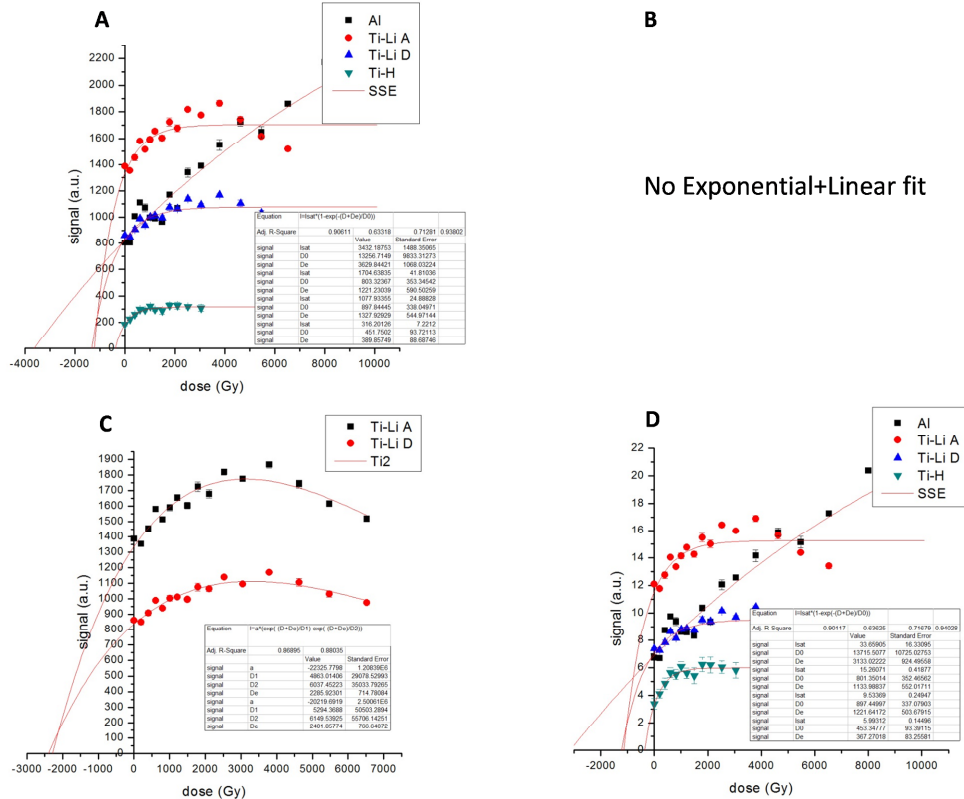 A
Al
Ti-Li A
Ti-Li D
Ti-H
SSE
signal (a.u.)
2200
2000
1800
1600
1400
1200
1000
800
600
400
200
0
-4000 -2000 0 2000 4000 6000 8000 10000
dose (Gy)
Equation I=Isat*(1-exp(-(D+De)/D0))
Adj. R-Square 0.90611 0.63318 0.71281 0.93802
Value Standard Error
signal Isat 3432.18753 1488.35065
signal D0 13256.7149 9833.31273
signal De 3629.84421 1068.03224
signal Isat 1704.63835 41.81036
signal D0 803.32367 353.34542
signal De 1221.23039 590.50259
signal Isat 1077.93355 24.88828
signal D0 897.84445 338.04971
signal De 1327.92929 544.97144
signal Isat 316.20126 7.2212
signal D0 451.7502 93.72113
signal De 389.85749 88.68746
B
No Exponential+Linear fit
C
Ti-Li A
Ti-Li D
Ti2
signal (a.u.)
1900
1800
1700
1600
1500
1400
1300
1200
1100
1000
900
800
700
600
500
400
300
200
100
0
-3000 -2000 -1000 0 1000 2000 3000 4000 5000 6000 7000
dose (Gy)
Equation
Adj. R-Square 0.86895 0.88035
Value Standard Error
signal a -22325.7798 1.20839E6
signal D1 4963.01406 29078.52993
signal D2 6037.45223 35033.79265
signal De 2285.92301 714.78084
signal a -20219.6919 2.50061E6
signal D1 5294.3688 50503.2894
signal D2 6149.53925 55706.14251
signal De
D
Al
Ti-Li A
Ti-Li D
Ti-H
SSE
signal (a.u.)
22
20
18
16
14
12
10
8
6
4
2
0
-2000 0 2000 4000 6000 8000 10000
dose (Gy)
Equation I=Isat*(1-exp(-(D+De)/D0))
Adj. R-Square 0.90117
Value Standard Error
signal Isat 33.65905 16.33095
signal D0 13715.5077 10725.02753
signal De 3133.02222 924.49558
signal Isat 15.26071 0.41877
signal D0 801.35014 352.46562
signal De 1133.98837 552.01711
signal Isat 9.53369 0.24947
signal D0 897.44997 337.07903
signal De 1221.64172 503.67915
signal Isat 5.99312 0.14496
signal D0 453.34777 93.39115
signal De 367.27018 83.25581